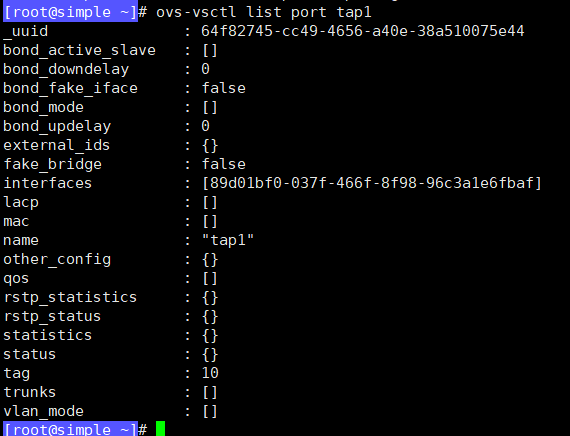 [root@simple ~]# ovs-vsctl list port tap1
_uuid               : 64f82745-cc49-4656-a40e-38a510075e44
bond_active_slave   : []
bond_downdelay      : 0
bond_fake_iface     : false
bond_mode           : []
bond_updelay        : 0
external_ids        : {}
fake_bridge         : false
interfaces          : [89d01bf0-037f-466f-8f98-96c3a1e6fbaf]
lacp                : []
mac                 : []
name                : "tap1"
other_config        : {}
qos                 : []
rstp_statistics     : {}
rstp_status         : {}
statistics          : {}
status              : {}
tag                 : 10
trunks              : []
vlan_mode           : []
[root@simple ~]#